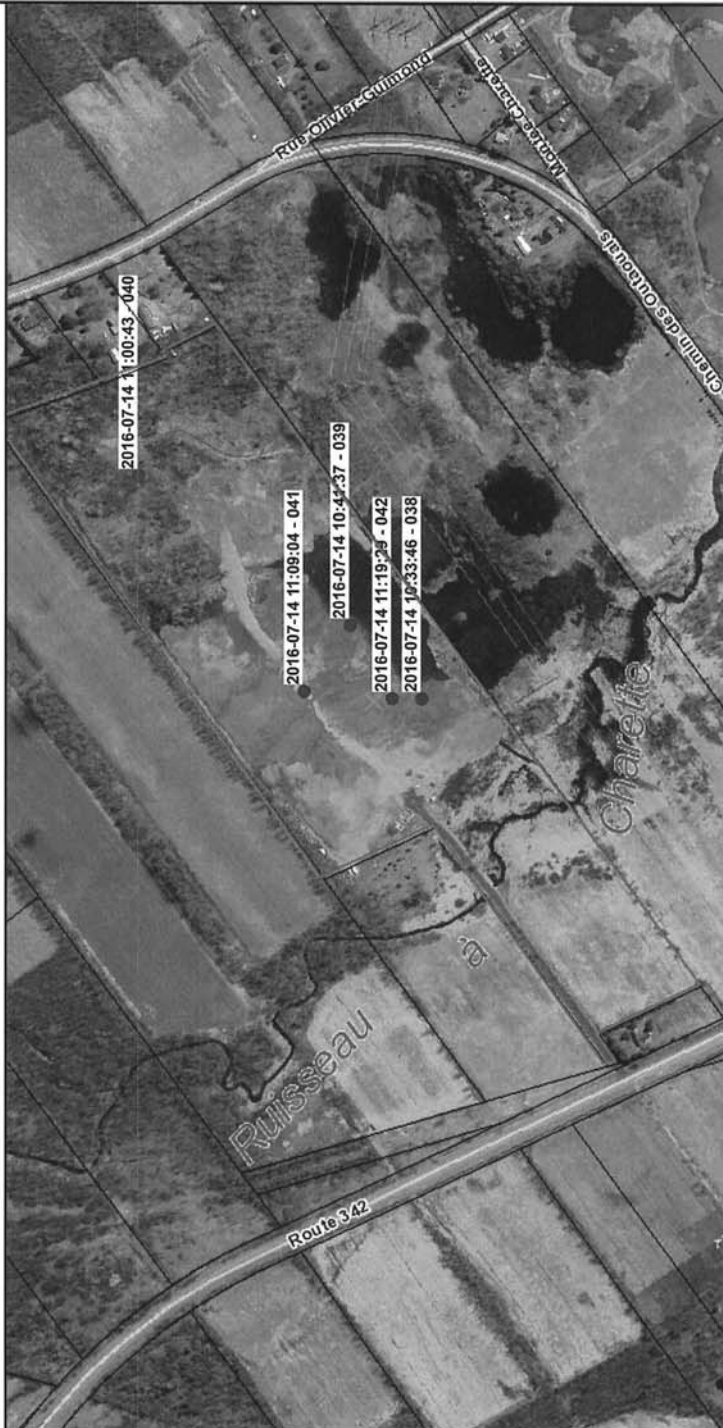 Rue Olivier-Guimond
Montée Charette
Chemin des Outaouais
2016-07-14 11:00:43 - 040
2016-07-14 11:09:04 - 041
2016-07-14 10:41:37 - 039
2016-07-14 11:19:29 - 042
2016-07-14 10:33:46 - 038
Ruisseau
à
Charette
Route 342